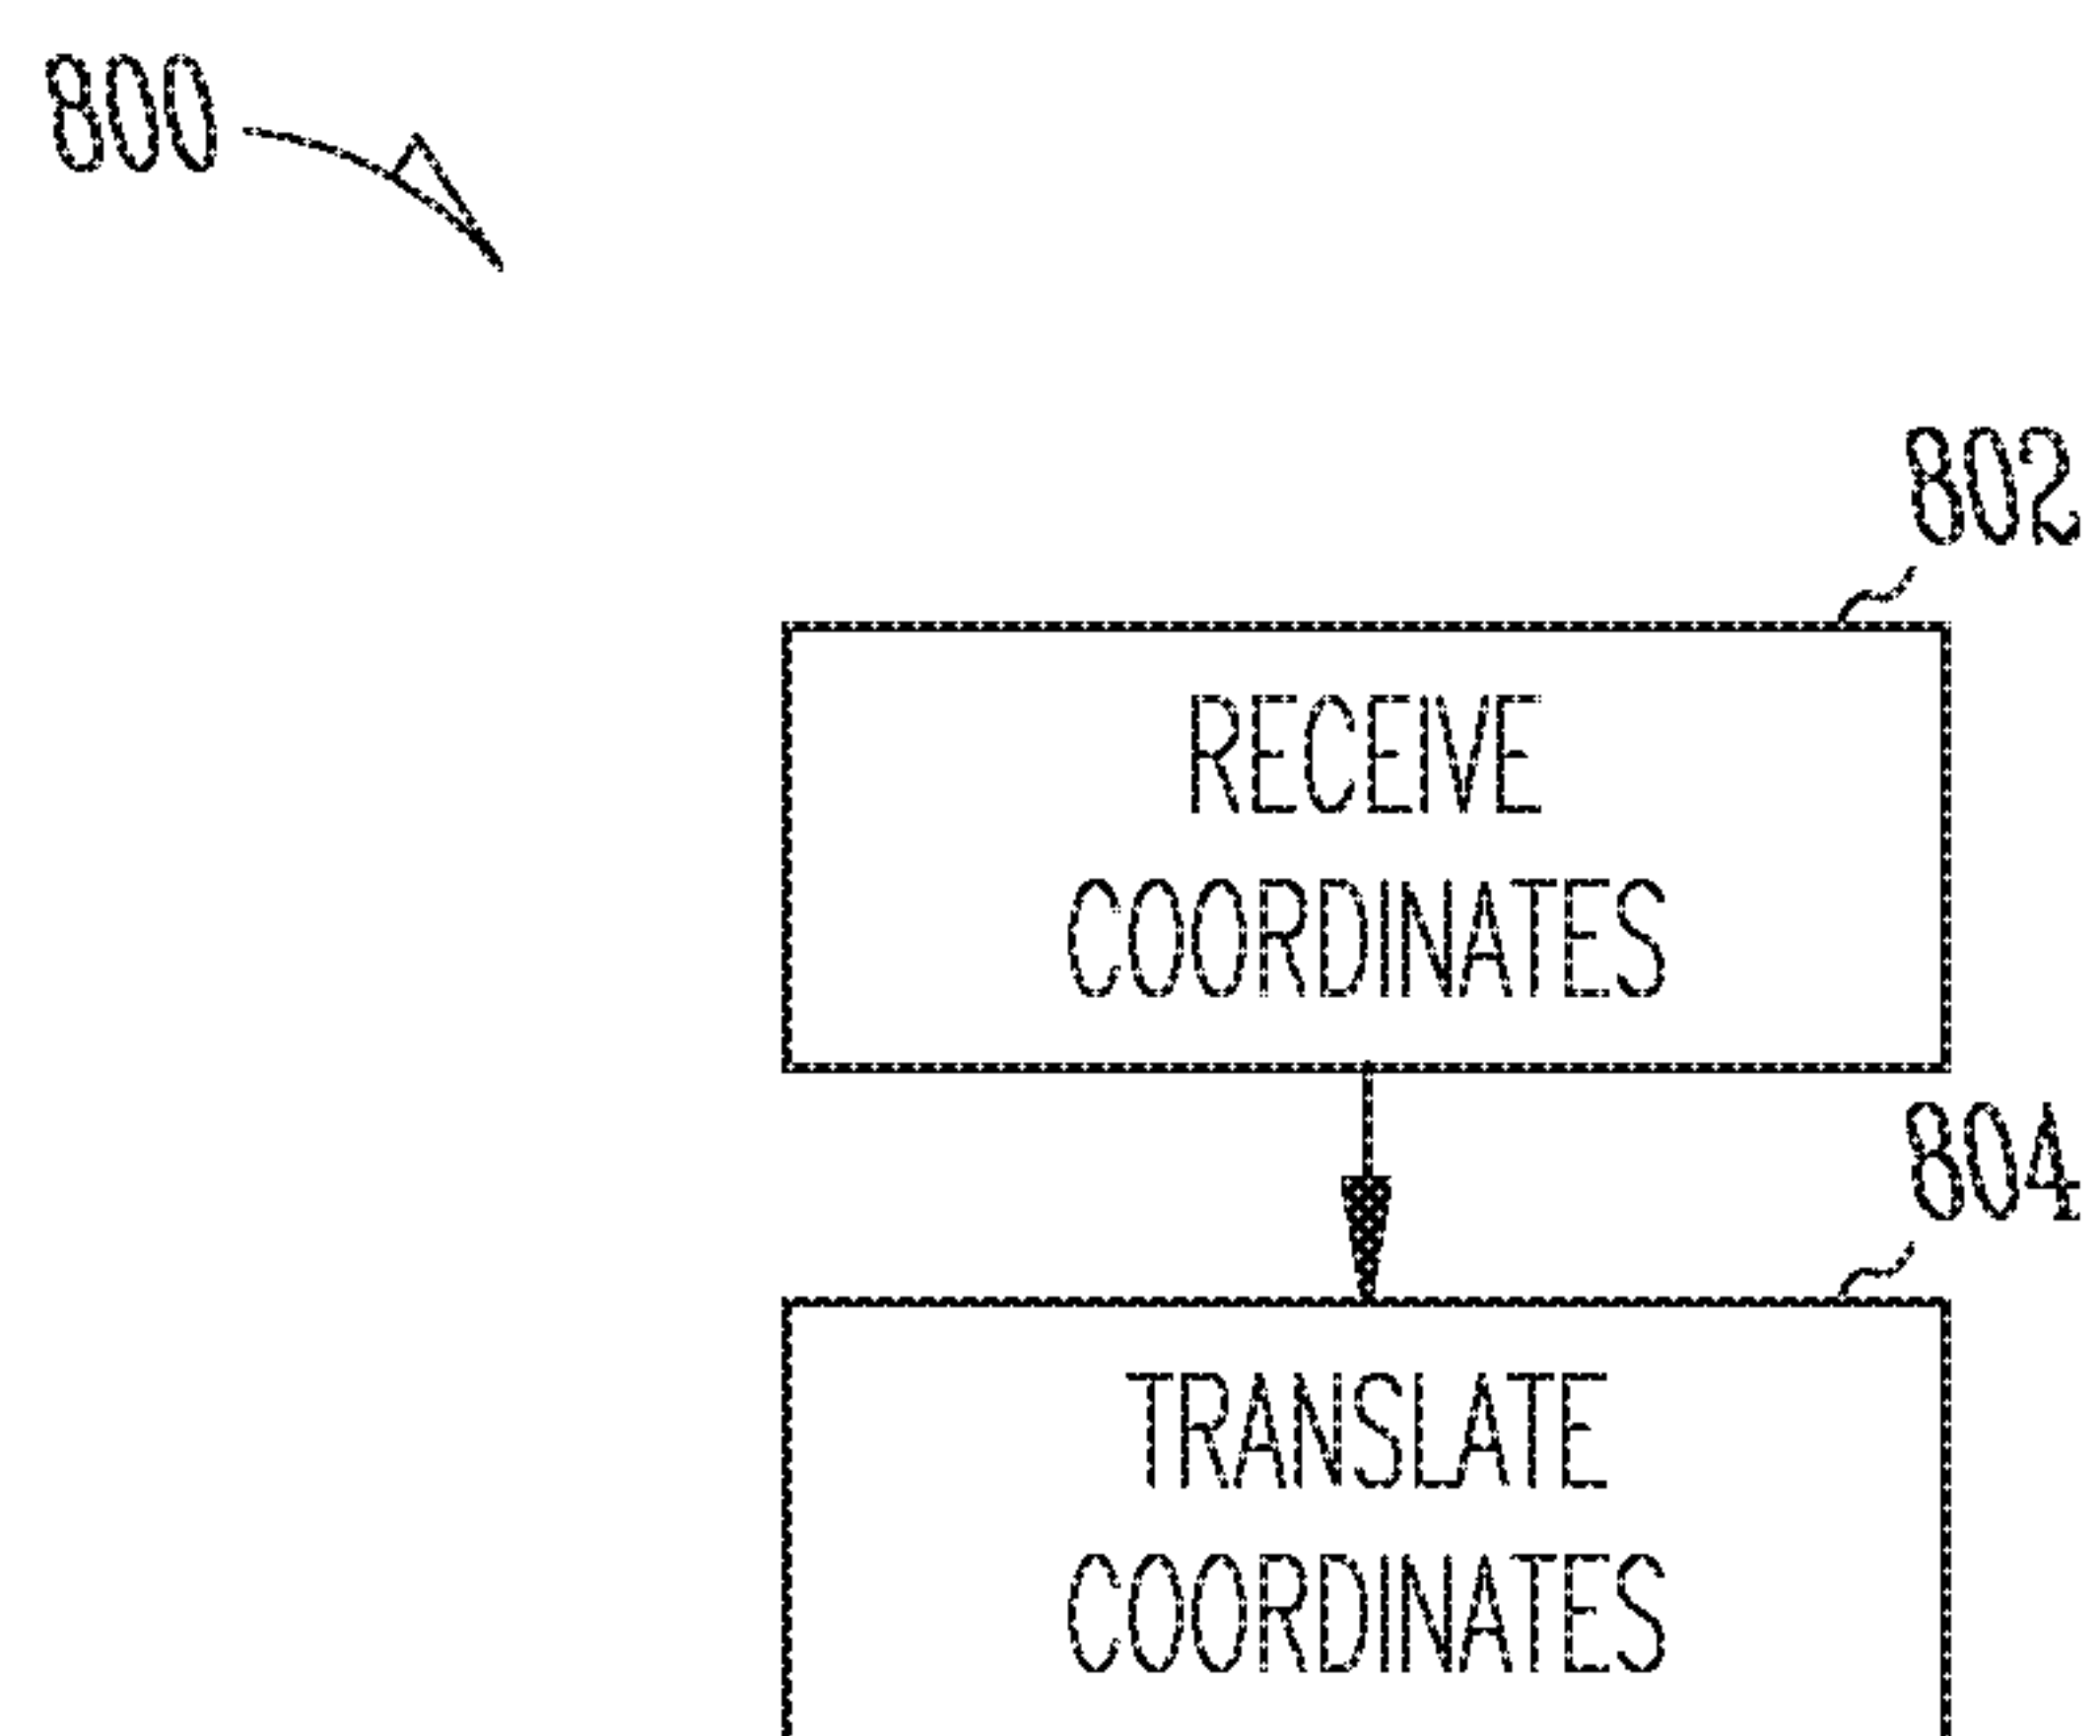 800
802
RECEIVE
COORDINATES
804
TRANSLATE
COORDINATES